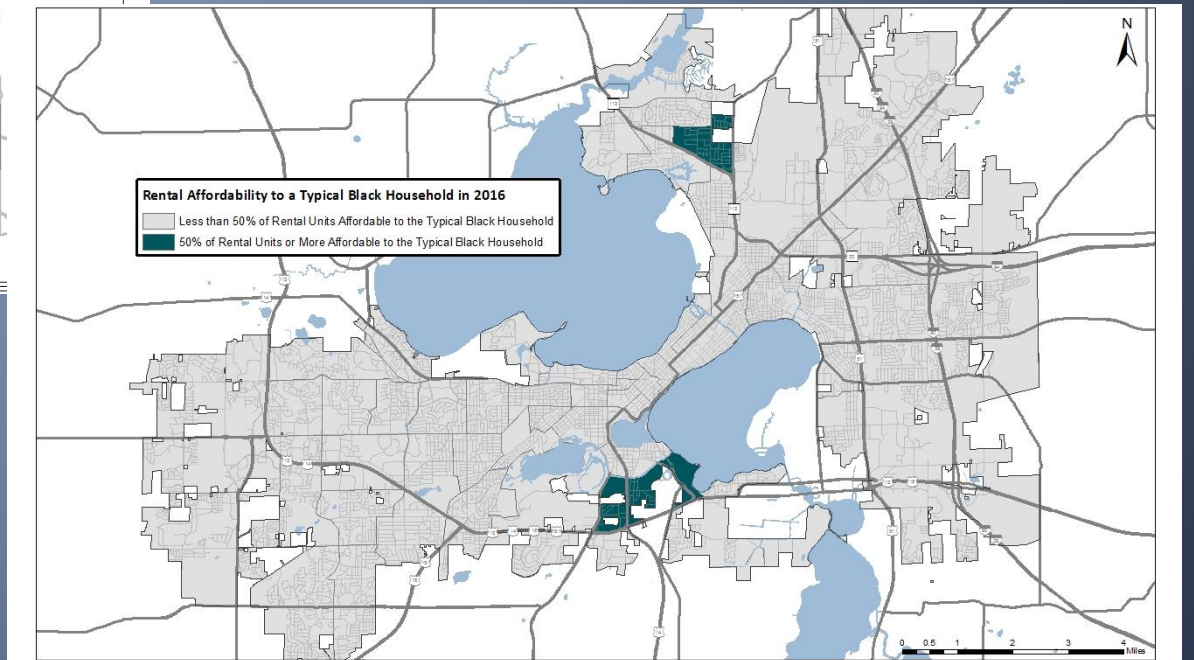 N
Rental Affordability to a Typical Black Household in 2016
Less than 50% of Rental Units Affordable to the Typical Black Household
50% of Rental Units or More Affordable to the Typical Black Household
0 0.5 1 2 3 4
Miles